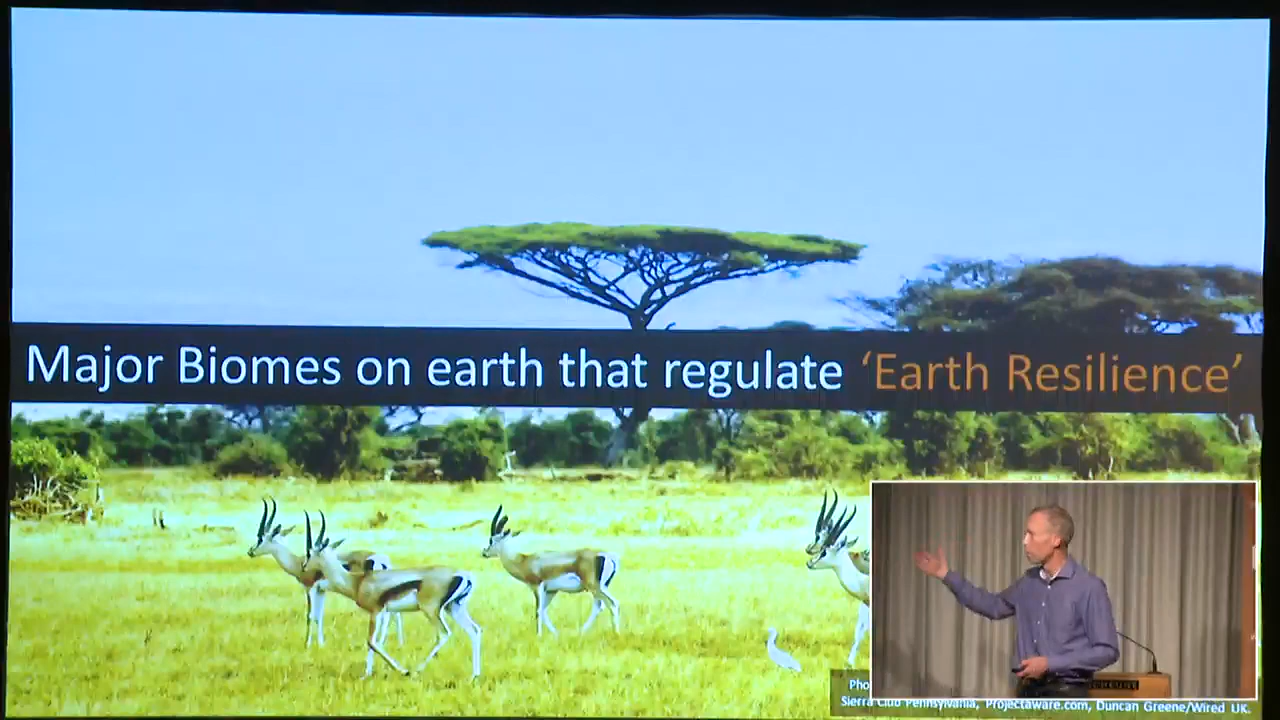 Major Biomes on earth that regulate ‘Earth Resilience’
Sierra Club Pennsylvania, Projectaware.com, Duncan Greene/Wired UK.